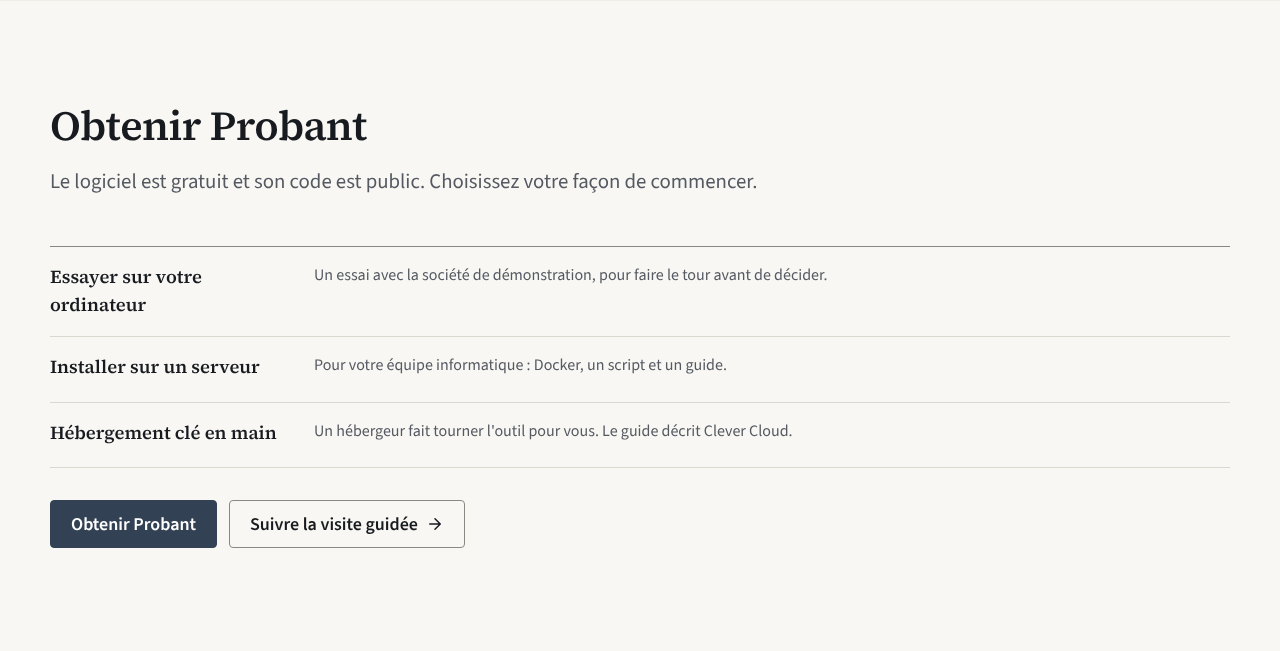 Obtenir Probant
Le logiciel est gratuit et son code est public. Choisissez votre façon de commencer.
Essayer sur votre
ordinateur
Un essai avec la société de démonstration, pour faire le tour avant de décider.
Installer sur un serveur
Pour votre équipe informatique : Docker, un script et un guide.
Hébergement clé en main
Un hébergeur fait tourner l'outil pour vous. Le guide décrit Clever Cloud.
Obtenir Probant
Suivre la visite guidée →